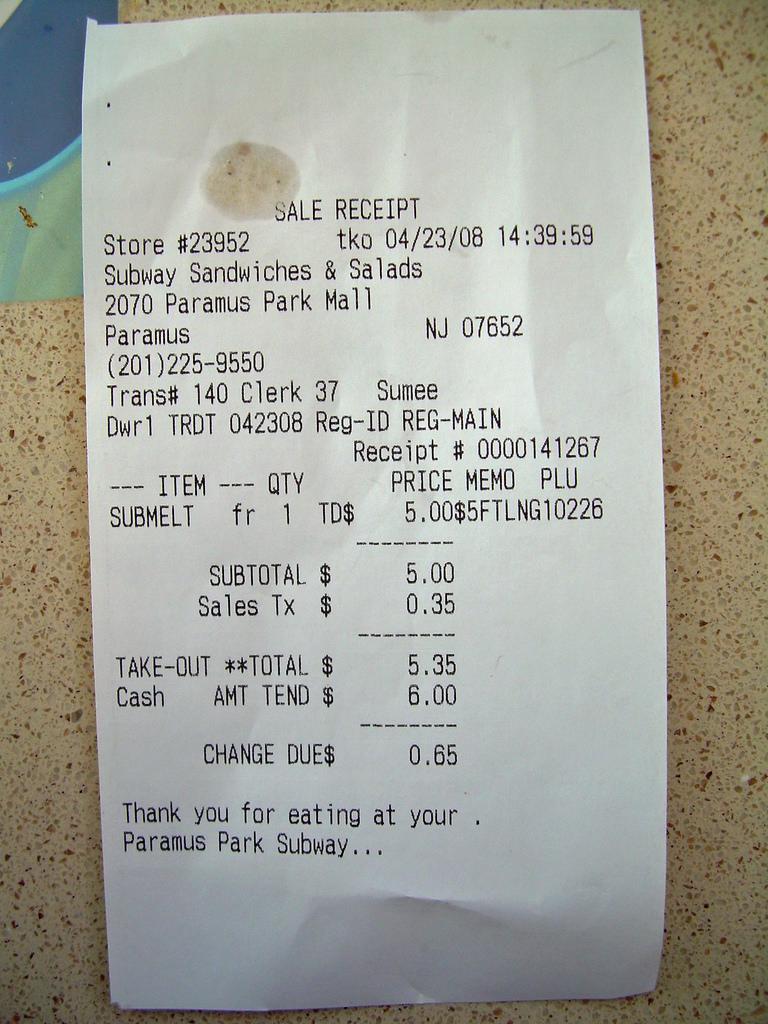 SALE RECEIPT
Store #23952 tko 04/23/08 14:39:59
Subway Sandwiches & Salads
2070 Paramus Park Mall
Paramus NJ 07652
(201)225-9550
Trans# 140 Clerk 37 Sumee
Dwr1 TRDT 042308 Reg-ID REG-MAIN
Receipt # 0000141267
--- ITEM --- QTY PRICE MEMO PLU
SUBMELT fr 1 TD$ 5.00$5FTLNG10226
-------
SUBTOTAL $ 5.00
Sales Tx $ 0.35
-------
TAKE-OUT **TOTAL $ 5.35
Cash AMT TEND $ 6.00
-------
CHANGE DUE$ 0.65
Thank you for eating at your .
Paramus Park Subway...